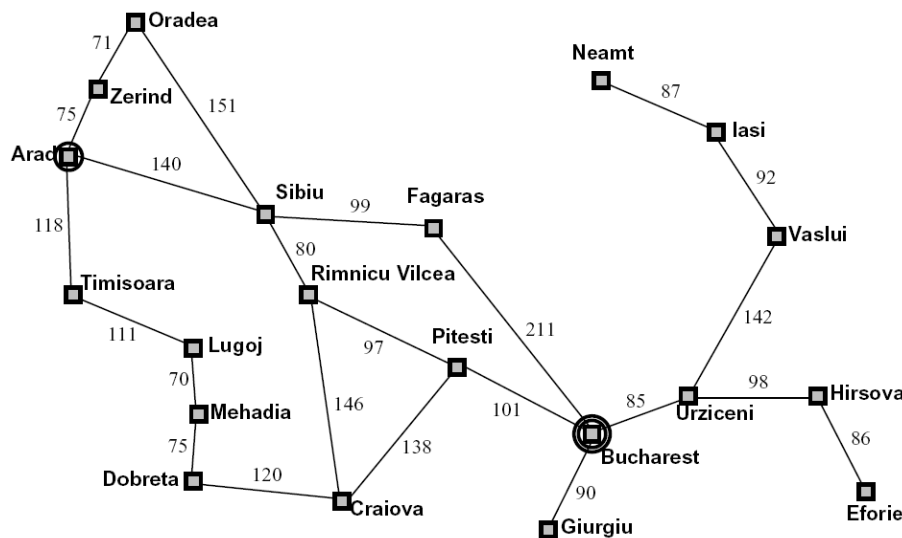 Oradea
71
Neamt
87
Zerind
75
151
Iasi
Arad
140
92
Sibiu
99
Fagaras
118
80
Vaslui
Timisoara
Rimnicu Vilcea
211
142
111
Lugoj
97
Pitesti
70
98
Mehadia
146
101
85
Urziceni
Hirsova
75
138
86
Bucharest
Dobreta
120
90
Craiova
Eforie
Giurgiu